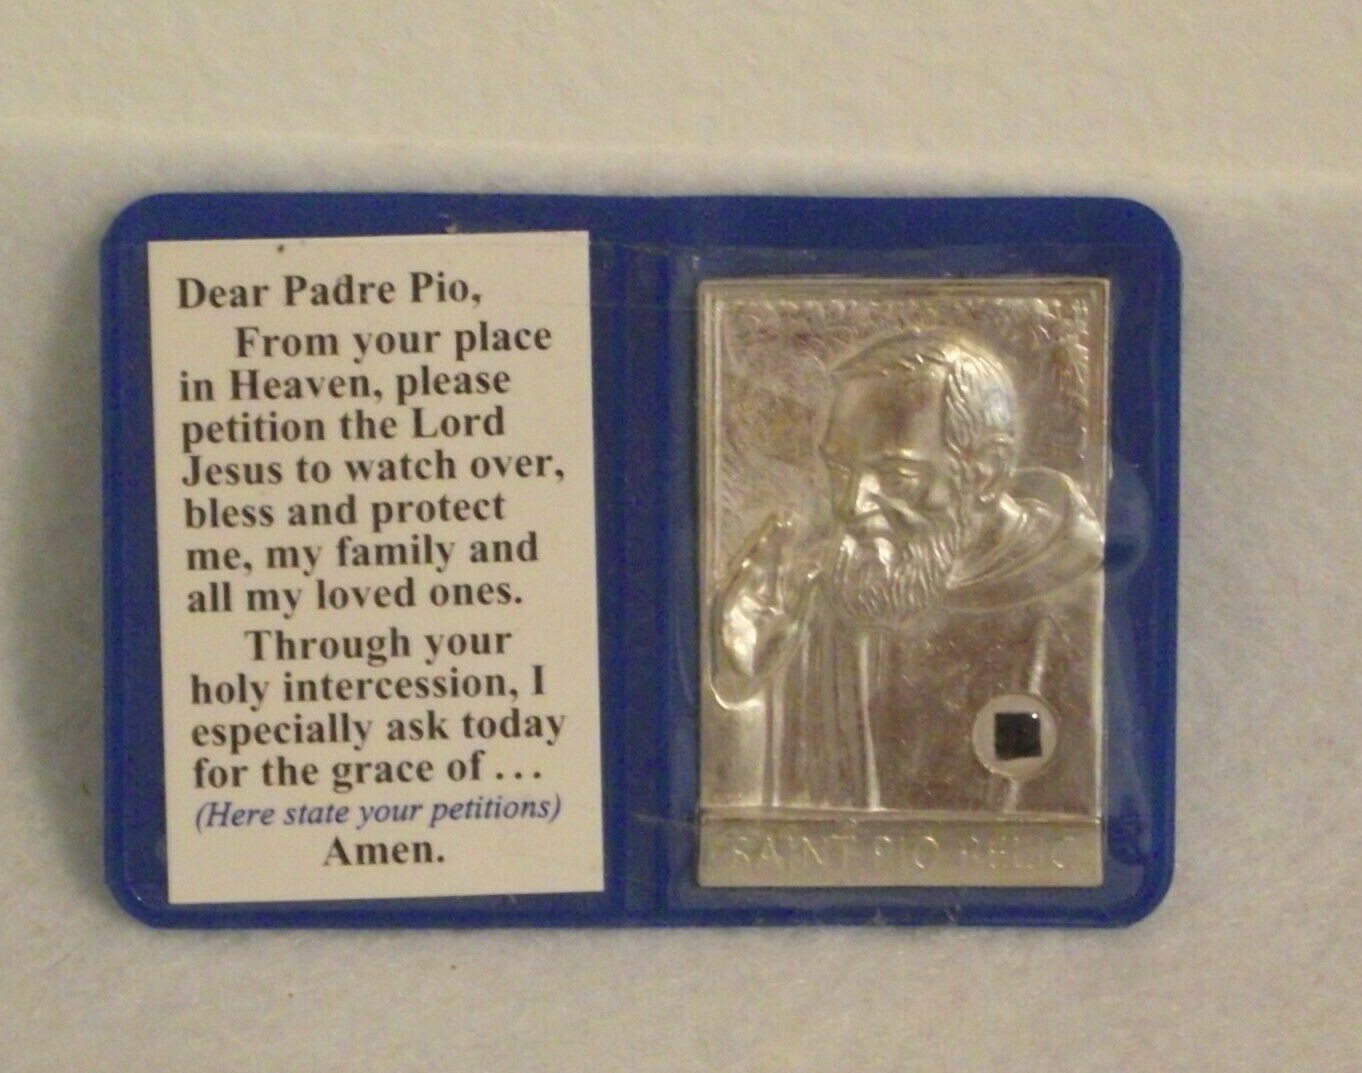 Dear Padre Pio,
From your place
in Heaven, please
petition the Lord
Jesus to watch over,
bless and protect
me, my family and
all my loved ones.
Through your
holy intercession, I
especially ask today
for the grace of . . .
(Here state your petitions)
Amen.
SAINT PIO RELIC